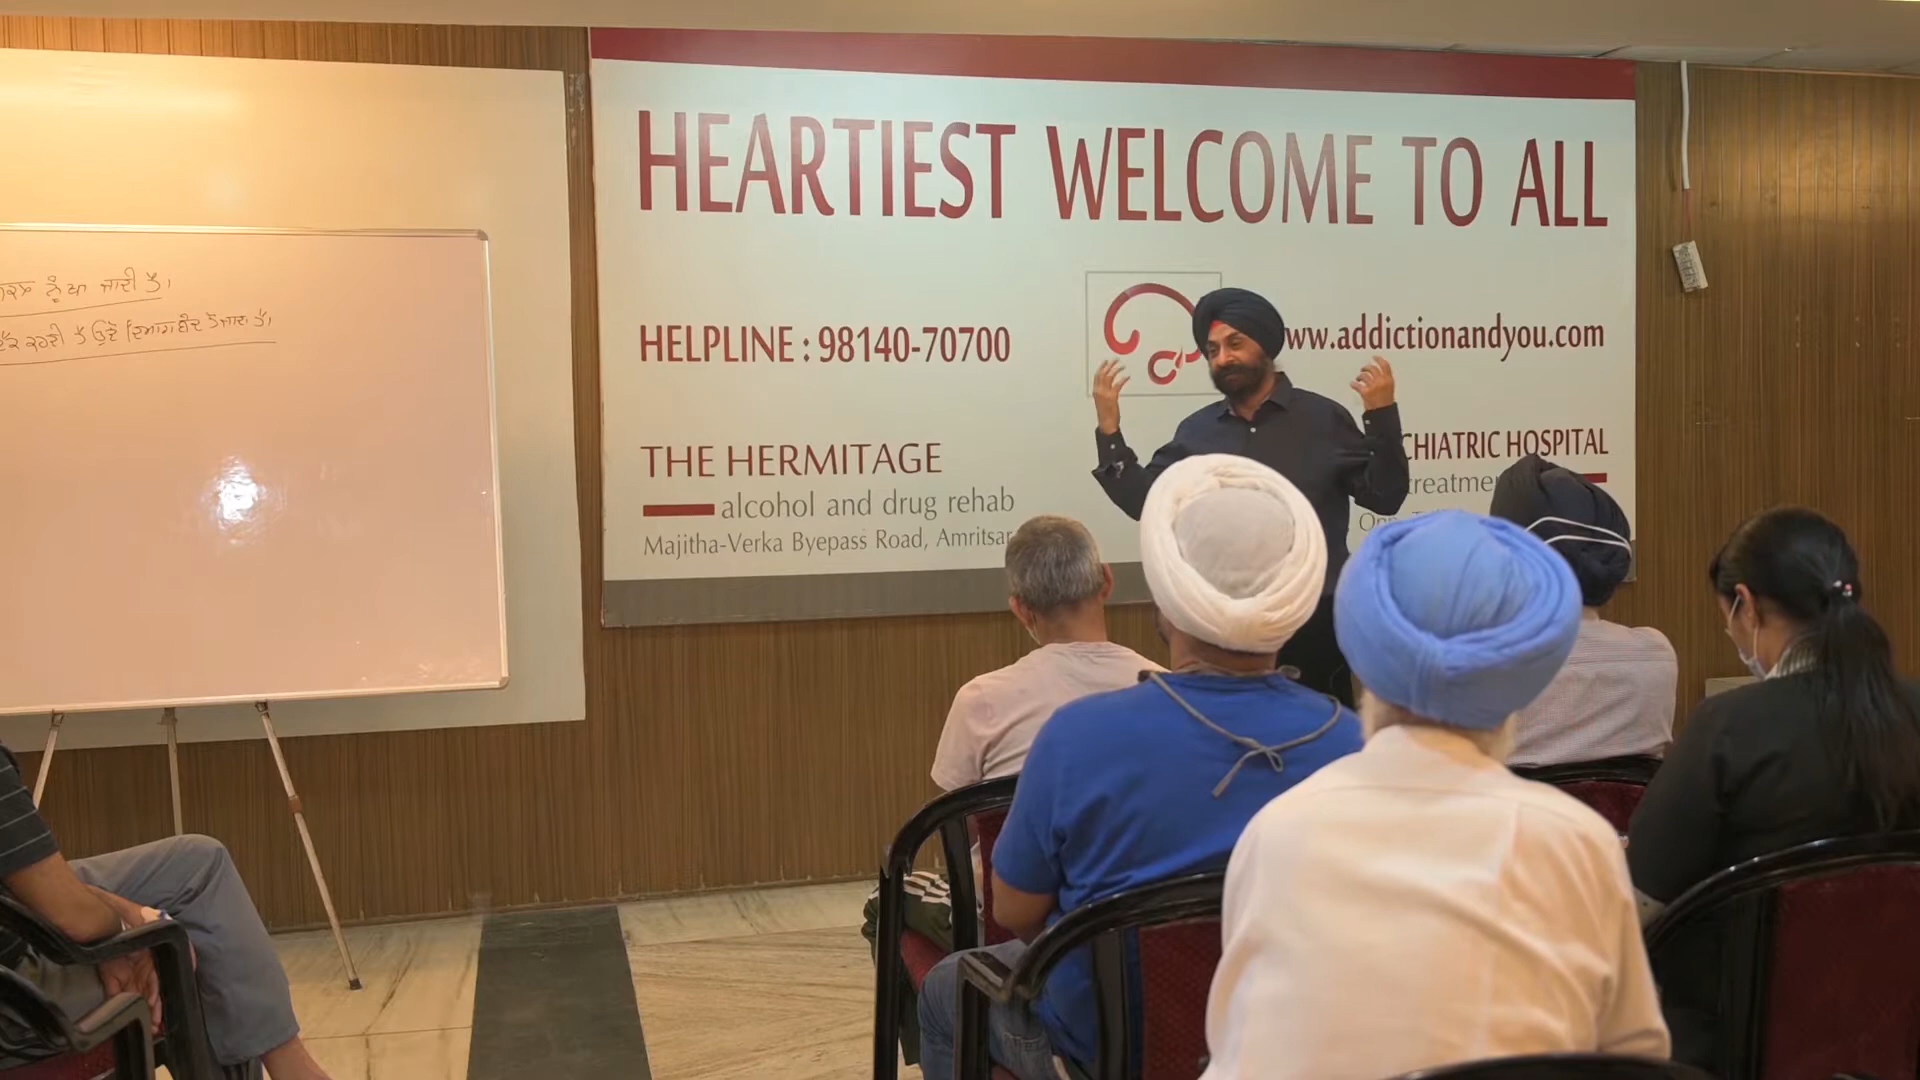 HEARTIEST WELCOME TO ALL
HELPLINE : 98140-70700
www.addictionandyou.com
THE HERMITAGE
alcohol and drug rehab
Majitha-Verka Byepass Road, Amritsar
CHIATRIC HOSPITAL
treatme
ਜਾਰੀ ਹੈ।